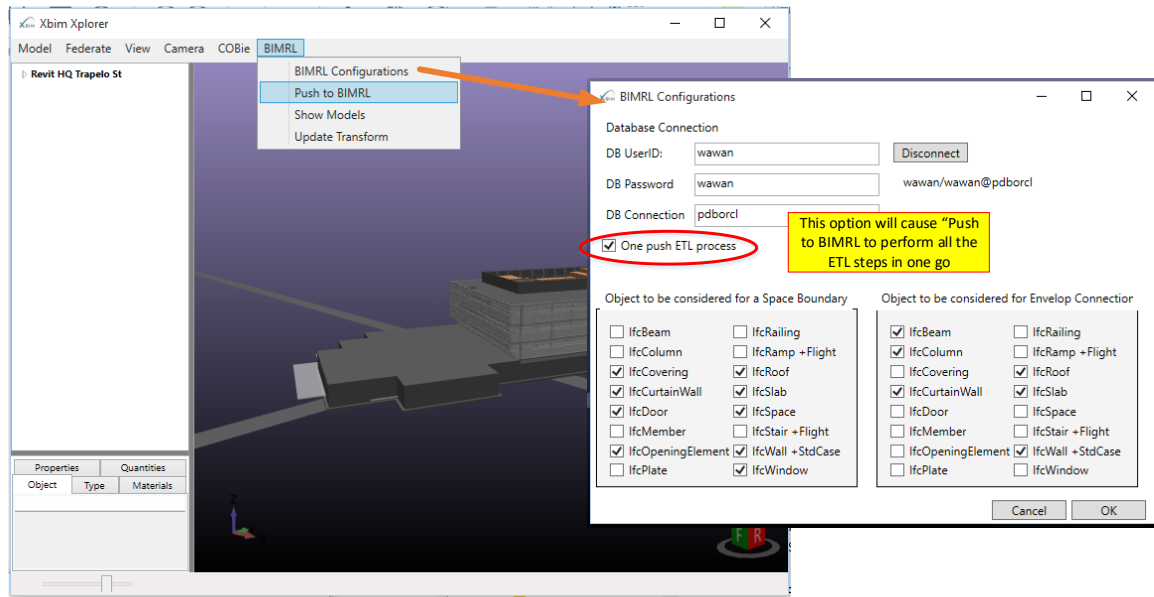 Xbim Xplorer
Model Federate View Camera COBie BIMRL
Revit HQ Trapelo St
BIMRL Configurations
Push to BIMRL
Show Models
Update Transform
Properties Quantities
Object Type Materials
Z
F R
BIMRL Configurations
Database Connection
DB UserID: wawan Disconnect
DB Password wawan wawan/wawan@pdborcl
DB Connection pdborcl
One push ETL process
This option will cause “Push
to BIMRL to perform all the
ETL steps in one go
Object to be considered for a Space Boundary
IfcBeam IfcRailing
IfcColumn IfcRamp +Flight
IfcCovering IfcRoof
IfcCurtainWall IfcSlab
IfcDoor IfcSpace
IfcMember IfcStair +Flight
IfcOpeningElement IfcWall +StdCase
IfcPlate IfcWindow
Object to be considered for Envelop Connection
IfcBeam IfcRailing
IfcColumn IfcRamp +Flight
IfcCovering IfcRoof
IfcCurtainWall IfcSlab
IfcDoor IfcSpace
IfcMember IfcStair +Flight
IfcOpeningElement IfcWall +StdCase
IfcPlate IfcWindow
Cancel OK